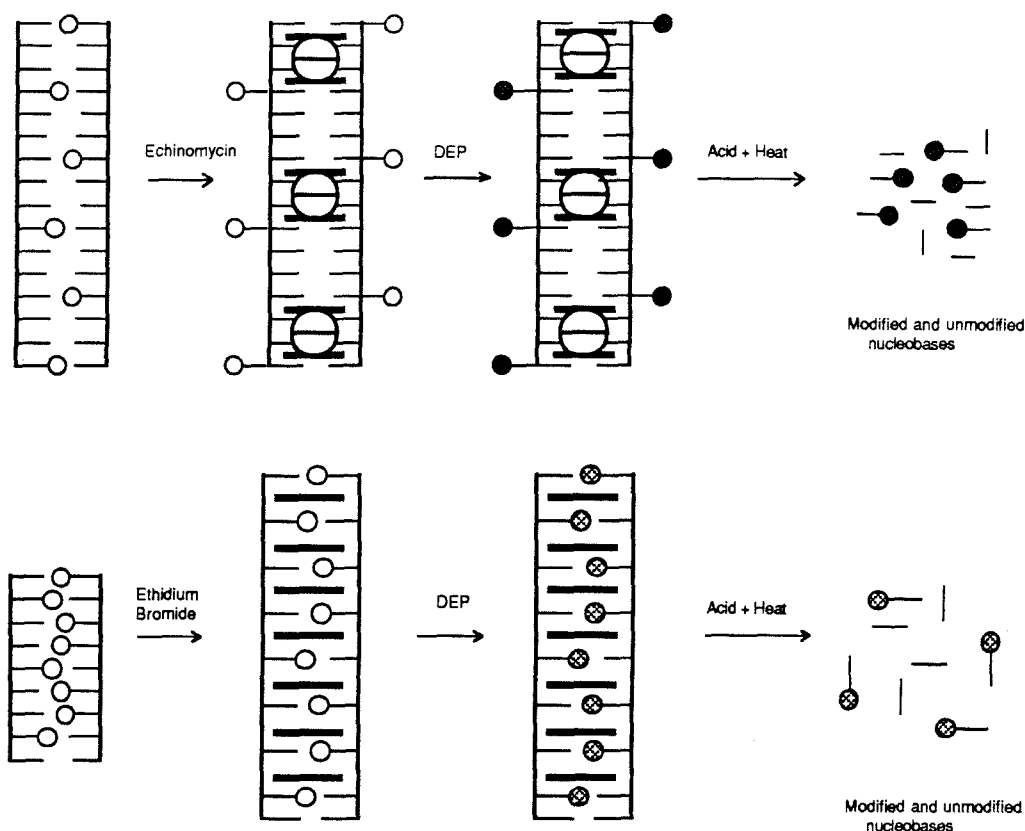 Echinomycin
DEP
Acid + Heat
Modified and unmodified
nucleobases
Ethidium
Bromide
DEP
Acid + Heat
Modified and unmodified
nucleobases